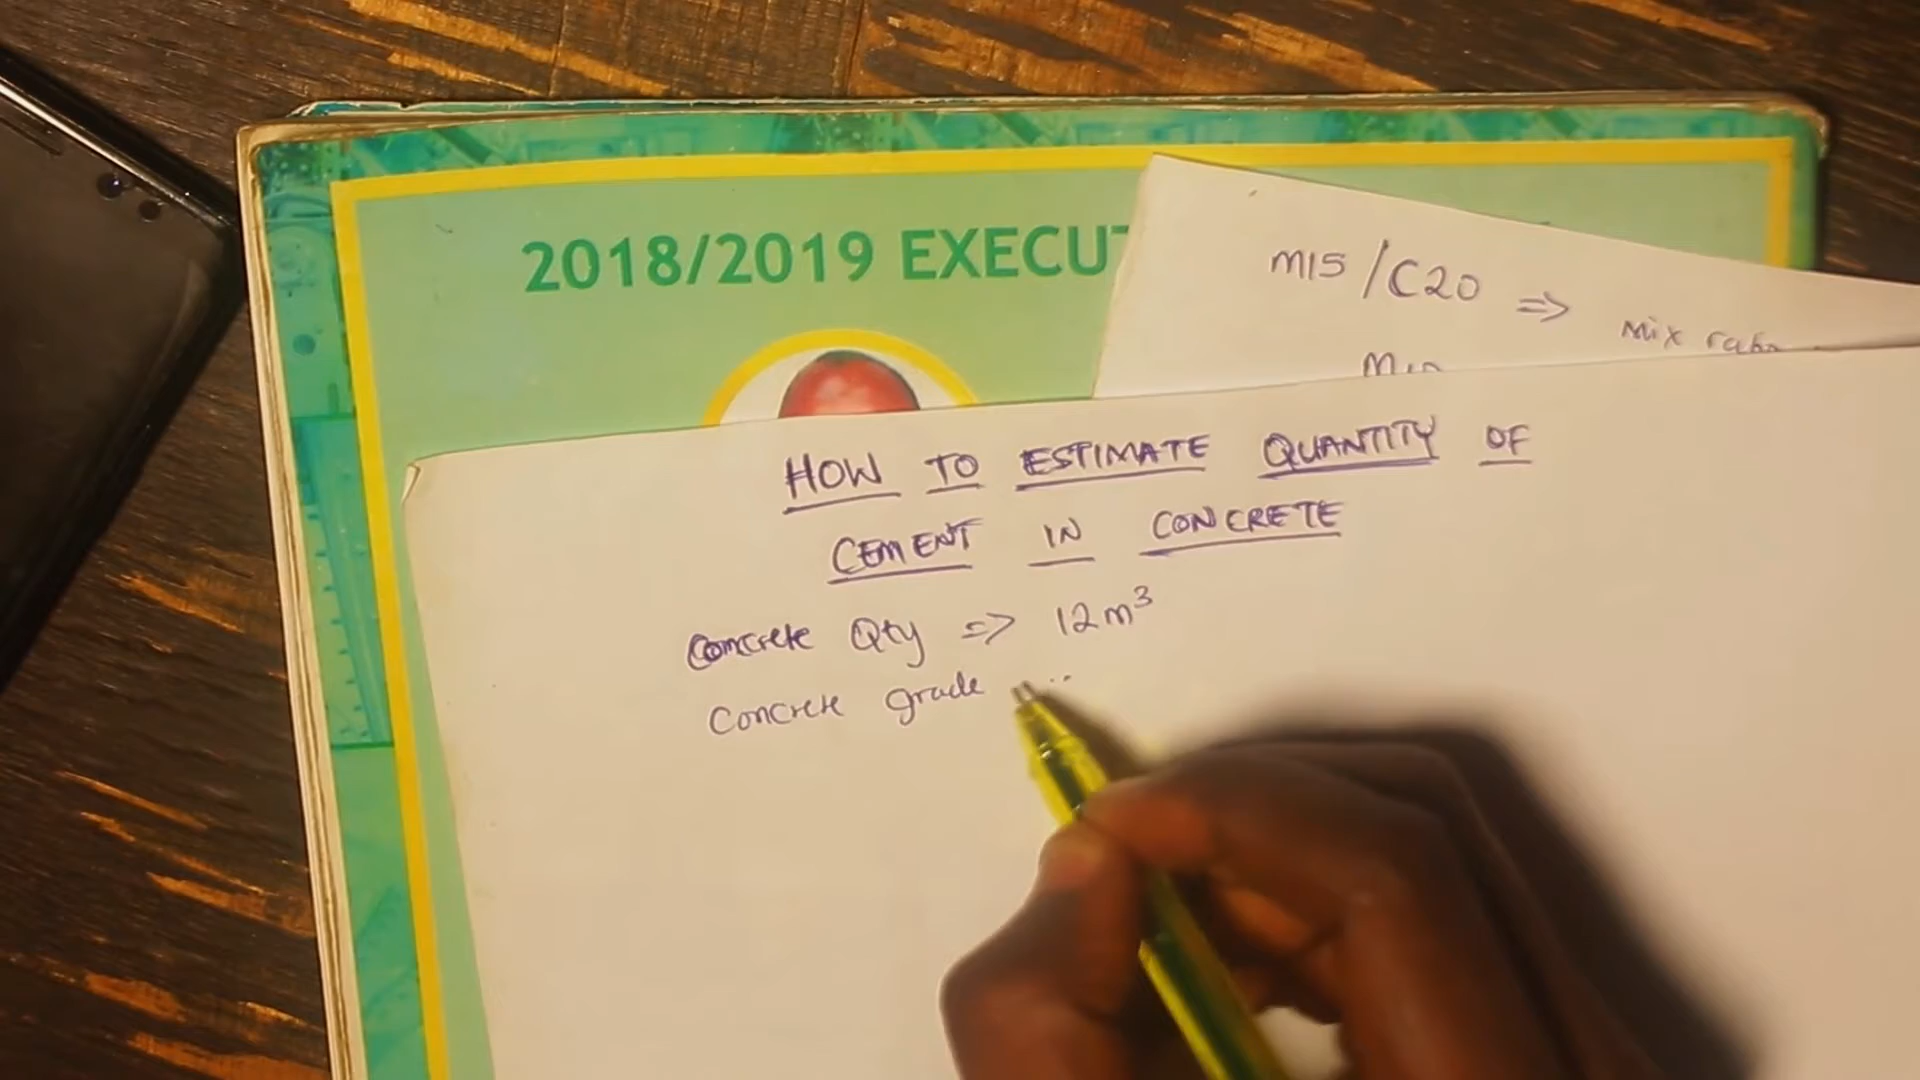 2018/2019 EXECUT
M15/C20 => Mix ratio
HOW TO ESTIMATE QUANTITY OF
CEMENT IN CONCRETE
Concrete Qty => 12m³
Concrete grade